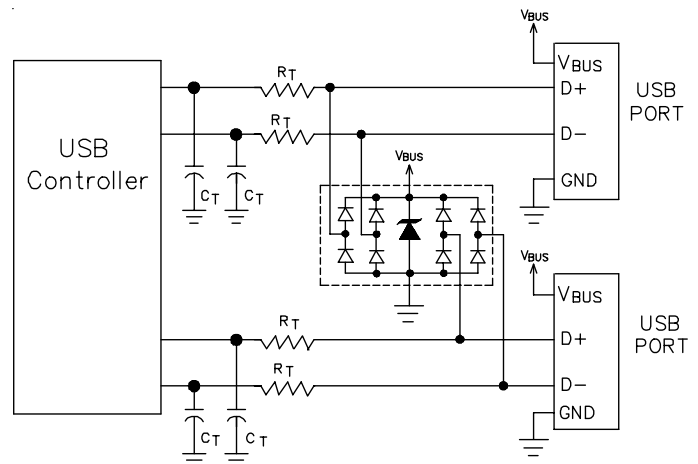 VBUS
VBUS
D+
D-
GND
USB
PORT
RT
RT
USB
Controller
CT
CT
VBUS
VBUS
VBUS
D+
D-
GND
USB
PORT
RT
RT
CT
CT